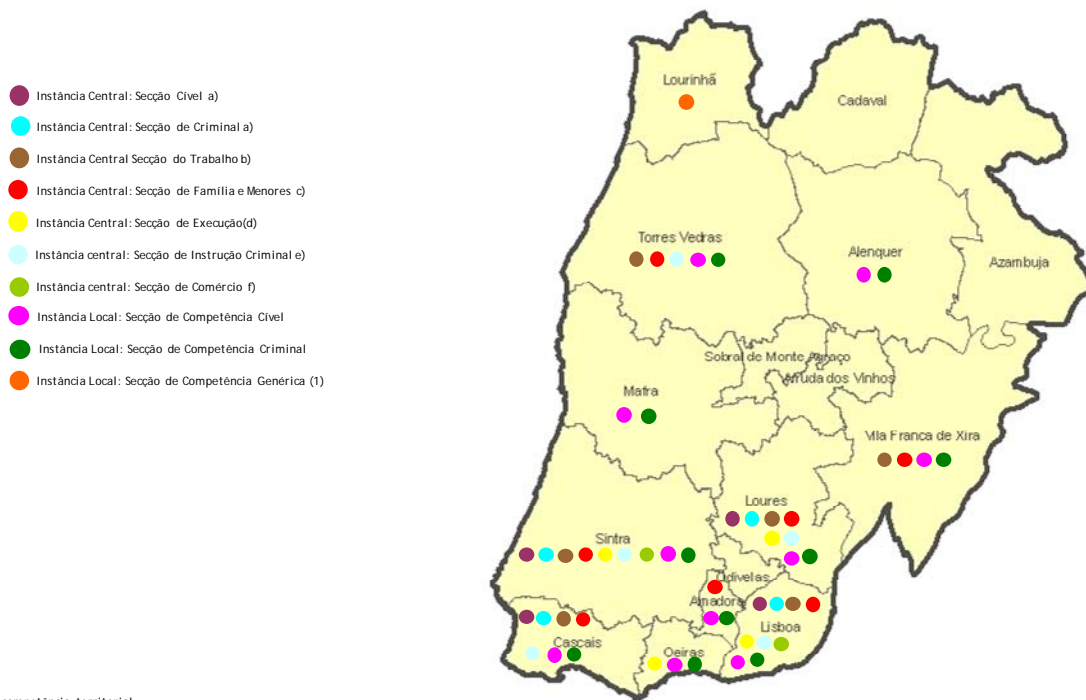 Instância Central: Secção Cível a)
Instância Central: Secção de Criminal a)
Instância Central Secção do Trabalho b)
Instância Central: Secção de Família e Menores c)
Instância Central: Secção de Execução(d)
Instância central: Secção de Instrução Criminal e)
Instância central: Secção de Comércio f)
Instância Local: Secção de Competência Cível
Instância Local: Secção de Competência Criminal
Instância Local: Secção de Competência Genérica (1)
Lourinhã
Cadaval
Torres Vedras
Alenquer
Azambuja
Sobral de Monte Agraço
Arruda dos Vinhos
Mafra
Vila Franca de Xira
Loures
Sintra
Odivelas
Amadora
Lisboa
Cascais
Oeiras